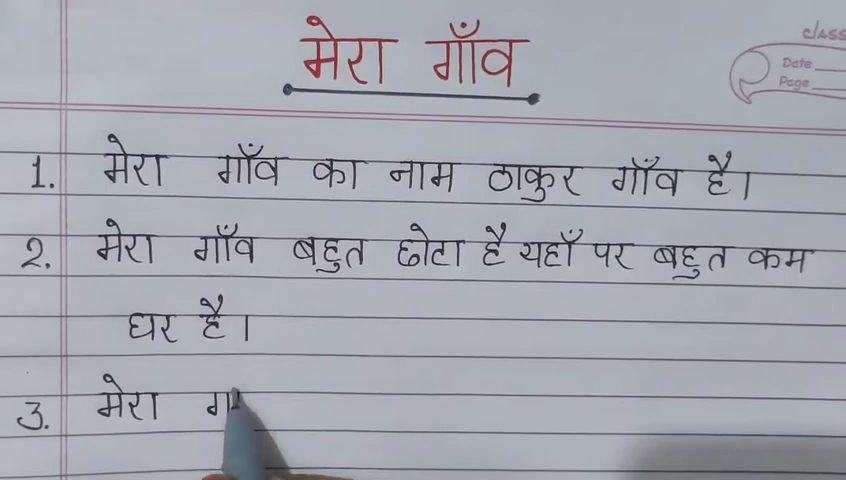 मेरा गाँव
CLASS
Date
Page
1. मेरा गाँव का नाम ठाकुर गाँव है।
2. मेरा गाँव बहुत छोटा है यहाँ पर बहुत कम
घर है।
3. मेरा